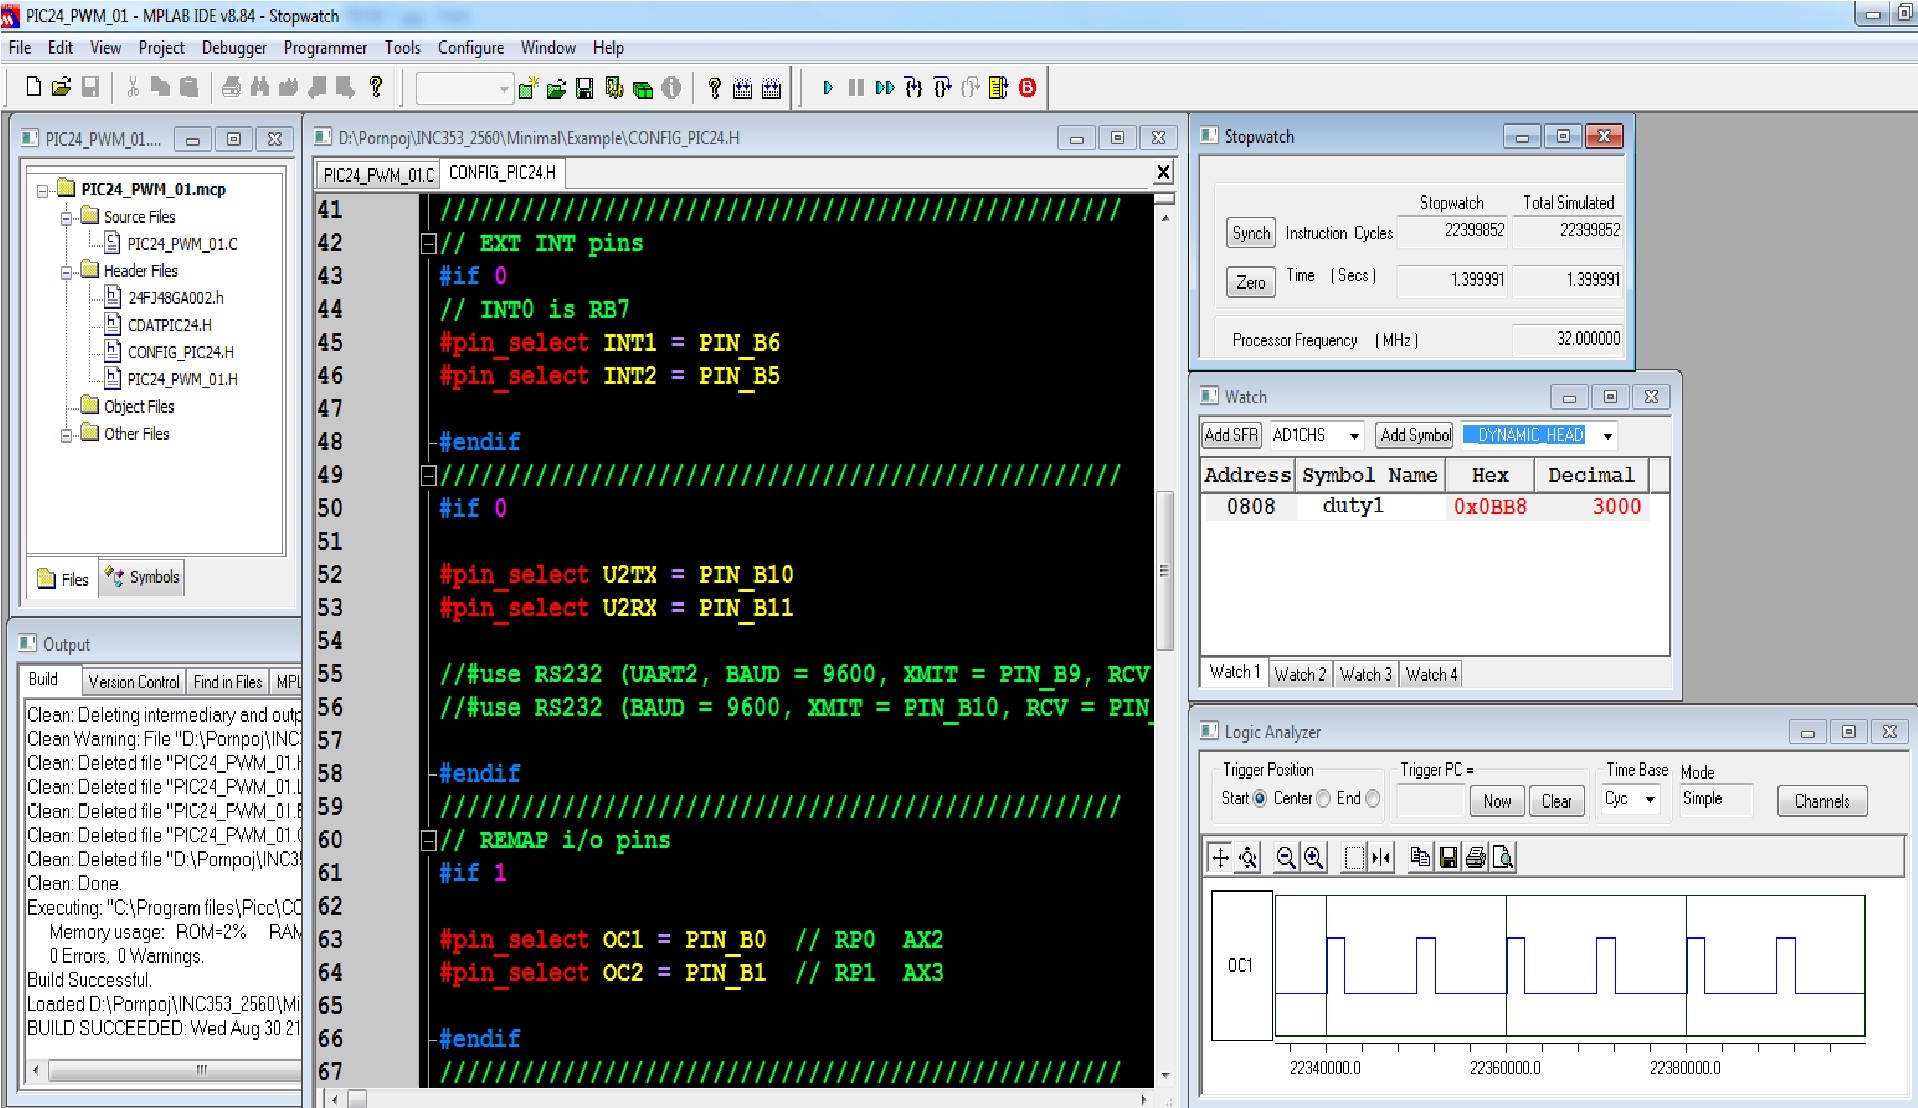 PIC24_PWM_01 - MPLAB IDE v8.84 - Stopwatch
File Edit View Project Debugger Programmer Tools Configure Window Help
PIC24_PWM_01....
PIC24_PWM_01.mcp
Source Files
PIC24_PWM_01.C
Header Files
24FJ48GA002.h
CDATPIC24.H
CONFIG_PIC24.H
PIC24_PWM_01.H
Object Files
Other Files
Files Symbols
Output
Build Version Control Find in Files MPL
Clean: Deleting intermediary and outp
Clean Warning: File "D:\Pornpoj\INC3
Clean: Deleted file "PIC24_PWM_01.H
Clean: Deleted file "PIC24_PWM_01.L
Clean: Deleted file "PIC24_PWM_01.E
Clean: Deleted file "PIC24_PWM_01.C
Clean: Deleted file "D:\Pornpoj\INC35
Clean: Done.
Executing: "C:\Program files\Picc\CC
Memory usage: ROM=2% RAM
0 Errors, 0 Warnings.
Build Successful.
Loaded D:\Pornpoj\INC353_2560\Mi
BUILD SUCCEEDED: Wed Aug 30 21
D:\Pornpoj\INC353_2560\Minimal\Example\CONFIG_PIC24.H
PIC24_PWM_01.C CONFIG_PIC24.H
41 //////////////////////////////////////////////////
42 // EXT INT pins
43 #if 0
44 // INT0 is RB7
45 #pin_select INT1 = PIN_B6
46 #pin_select INT2 = PIN_B5
47
48 #endif
49 //////////////////////////////////////////////////
50 #if 0
51
52 #pin_select U2TX = PIN_B10
53 #pin_select U2RX = PIN_B11
54
55 //#use RS232 (UART2, BAUD = 9600, XMIT = PIN_B9, RCV
56 //#use RS232 (BAUD = 9600, XMIT = PIN_B10, RCV = PIN_
57
58 #endif
59 //////////////////////////////////////////////////
60 // REMAP i/o pins
61 #if 1
62
63 #pin_select OC1 = PIN_B0 // RP0 AX2
64 #pin_select OC2 = PIN_B1 // RP1 AX3
65
66 #endif
67 //////////////////////////////////////////////////
Stopwatch
Stopwatch Total Simulated
Synch Instruction Cycles 22399852 22399852
Zero Time (Secs) 1.399991 1.399991
Processor Frequency (MHz) 32.000000
Watch
Add SFR AD1CHS Add Symbol __DYNAMIC_HEAD
Address Symbol Name Hex Decimal
0808 duty1 0x0BB8 3000
Watch 1 Watch 2 Watch 3 Watch 4
Logic Analyzer
Trigger Position Trigger PC = Time Base Mode
Start Center End Now Clear Cyc Simple Channels
OC1
22340000.0 22360000.0 22380000.0